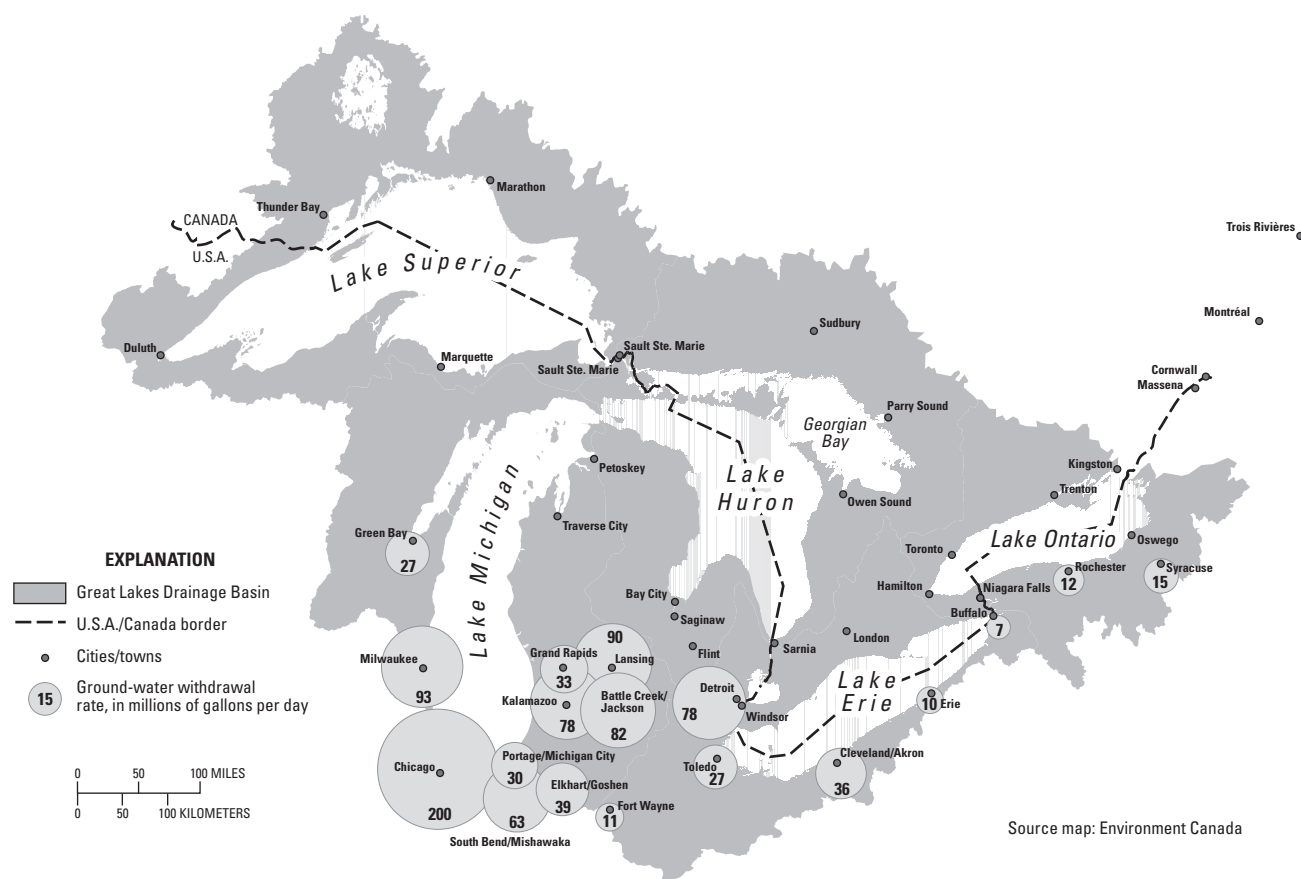 Marathon
Thunder Bay
CANADA
U.S.A.
Trois Rivières
Lake Superior
Montréal
Sudbury
Duluth
Marquette
Sault Ste. Marie
Sault Ste. Marie
Cornwall
Massena
Parry Sound
Georgian
Bay
Petoskey
Kingston
Trenton
Lake Michigan
Lake
Huron
Owen Sound
Traverse City
Green Bay
27
Lake Ontario
Oswego
Toronto
Rochester
12
Syracuse
15
Hamilton
Niagara Falls
Buffalo
7
Bay City
Saginaw
Flint
London
Sarnia
Milwaukee
93
Grand Rapids
33
90
Lansing
Kalamazoo
78
Battle Creek/
Jackson
82
Detroit
78
Windsor
Lake
Erie
10
Erie
Chicago
200
Portage/Michigan City
30
Elkhart/Goshen
39
63
South Bend/Mishawaka
Fort Wayne
11
Toledo
27
Cleveland/Akron
36
EXPLANATION
Great Lakes Drainage Basin
U.S.A./Canada border
Cities/towns
15
Ground-water withdrawal
rate, in millions of gallons per day
0 50 100 MILES
0 50 100 KILOMETERS
Source map: Environment Canada